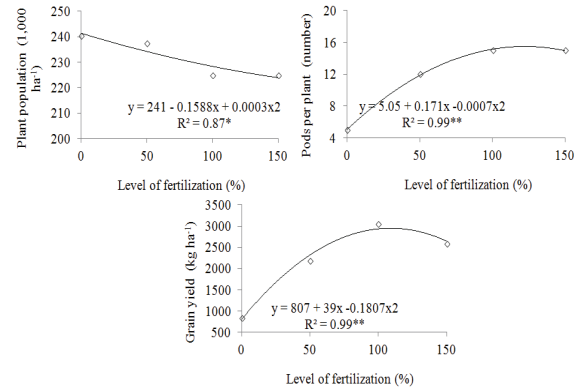 Plant population (1,000 ha⁻¹)
250
240
230
220
210
200
y = 241 - 0.1588x + 0.0003x2
R² = 0.87*
0 50 100 150
Level of fertilization (%)
Pods per plant (number)
20
16
12
8
4
y = 5.05 + 0.171x -0.0007x2
R² = 0.99**
0 50 100 150
Level of fertilization (%)
Grain yield (kg ha⁻¹)
3500
3000
2500
2000
1500
1000
500
y = 807 + 39x -0.1807x2
R² = 0.99**
0 50 100 150
Level of fertilization (%)